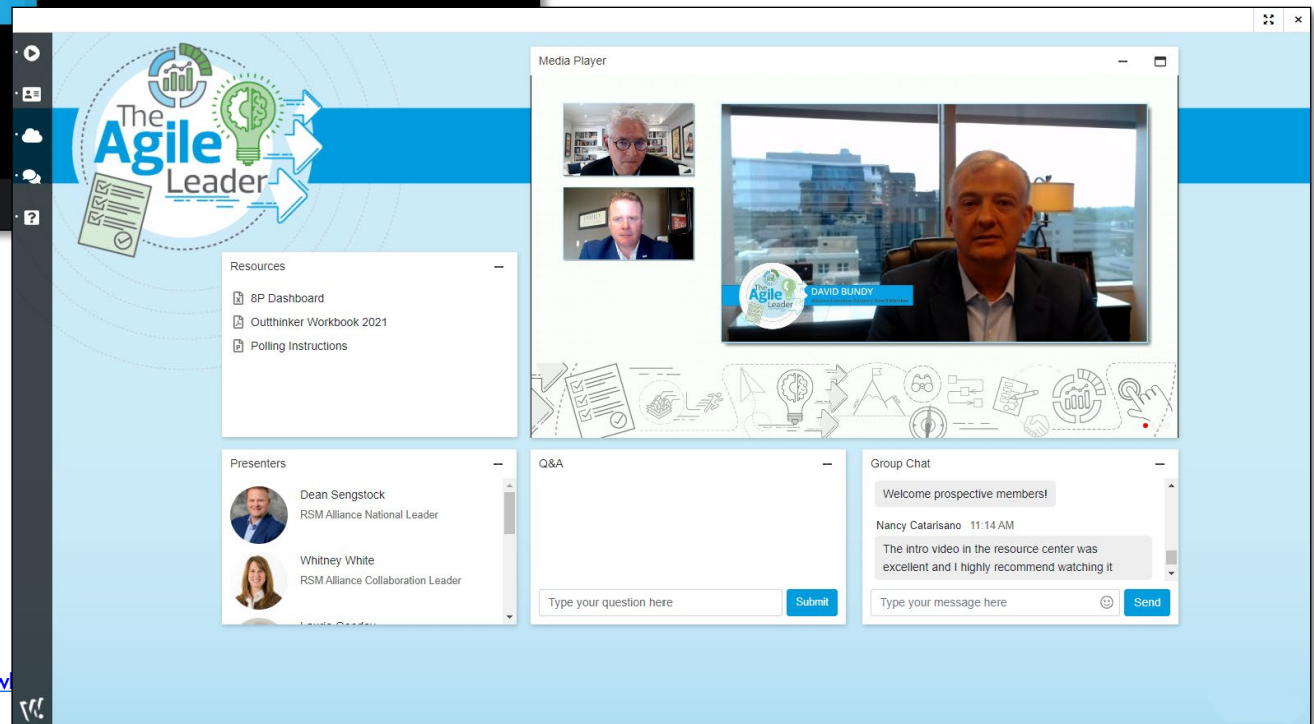 The
Agile
Leader
Resources
8P Dashboard
Outthinker Workbook 2021
Polling Instructions
Media Player
The
Agile
Leader
DAVID BUNDY
Presenters
Dean Sengstock
RSM Alliance National Leader
Whitney White
RSM Alliance Collaboration Leader
Q&A
Type your question here
Submit
Group Chat
Welcome prospective members!
Nancy Catarisano 11:14 AM
The intro video in the resource center was
excellent and I highly recommend watching it
Type your message here
Send